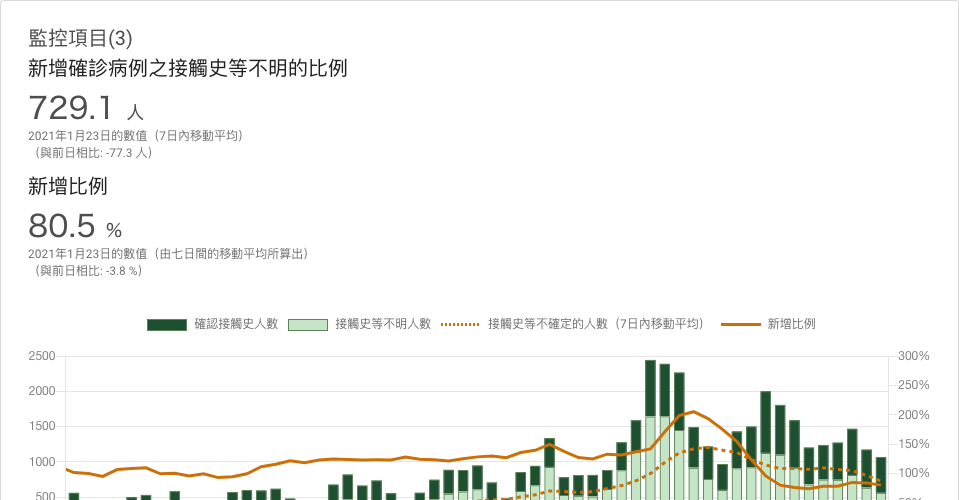 監控項目(3)
新增確診病例之接觸史等不明的比例
729.1 人
2021年1月23日的數值（7日內移動平均）
（與前日相比: -77.3 人）
新增比例
80.5 %
2021年1月23日的數值（由七日間的移動平均所算出）
（與前日相比: -3.8 %）
確認接觸史人數 接觸史等不明人數 接觸史等不確定的人數（7日內移動平均） 新增比例
2500 300%
250%
2000
200%
1500
150%
1000
100%